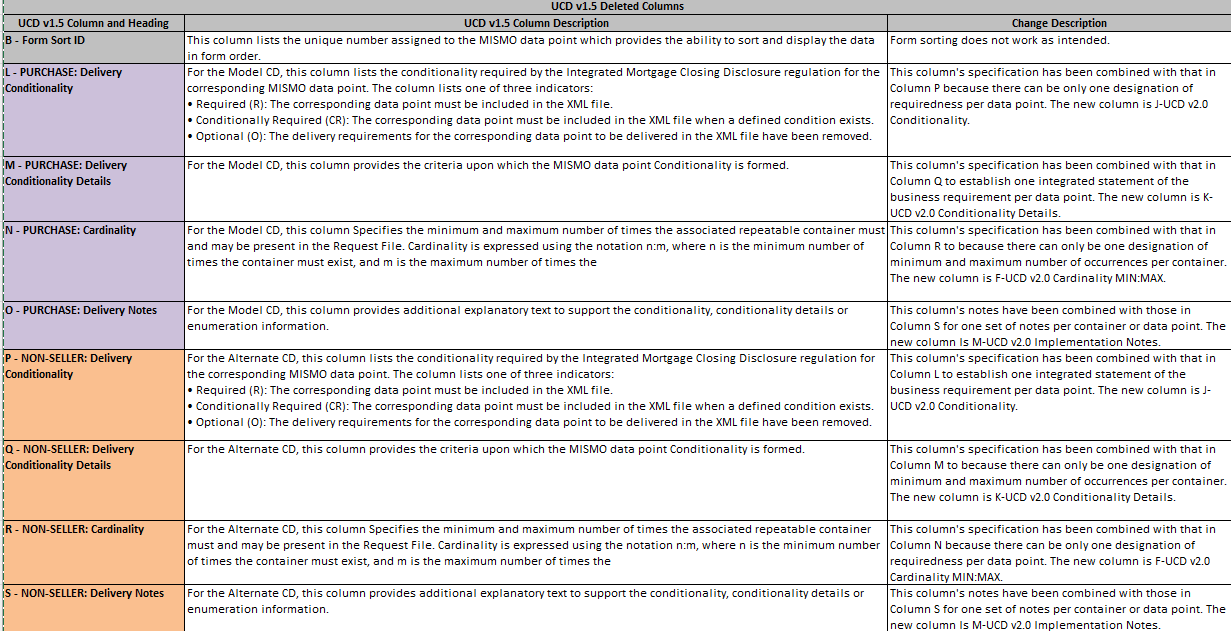 UCD v1.5 Deleted Columns
UCD v1.5 Column and Heading
UCD v1.5 Column Description
Change Description
B - Form Sort ID
This column lists the unique number assigned to the MISMO data point which provides the ability to sort and display the data
in form order.
Form sorting does not work as intended.
L - PURCHASE: Delivery
Conditionality
For the Model CD, this column lists the conditionality required by the Integrated Mortgage Closing Disclosure regulation for the
corresponding MISMO data point. The column lists one of three indicators:
• Required (R): The corresponding data point must be included in the XML file.
• Conditionally Required (CR): The corresponding data point must be included in the XML file when a defined condition exists.
• Optional (O): The delivery requirements for the corresponding data point to be delivered in the XML file have been removed.
This column's specification has been combined with that in
Column P because there can be only one designation of
requiredness per data point. The new column is J-UCD v2.0
Conditionality.
M - PURCHASE: Delivery
Conditionality Details
For the Model CD, this column provides the criteria upon which the MISMO data point Conditionality is formed.
This column's specification has been combined with that in
Column Q to establish one integrated statement of the
business requirement per data point. The new column is K-
UCD v2.0 Conditionality Details.
N - PURCHASE: Cardinality
For the Model CD, this column Specifies the minimum and maximum number of times the associated repeatable container must
and may be present in the Request File. Cardinality is expressed using the notation n:m, where n is the minimum number of
times the container must exist, and m is the maximum number of times the
This column's specification has been combined with that in
Column R to because there can only be one designation of
minimum and maximum number of occurrences per container.
The new column is F-UCD v2.0 Cardinality MIN:MAX.
O - PURCHASE: Delivery Notes
For the Model CD, this column provides additional explanatory text to support the conditionality, conditionality details or
enumeration information.
This column's notes have been combined with those in
Column S for one set of notes per container or data point. The
new column Is M-UCD v2.0 Implementation Notes.
P - NON-SELLER: Delivery
Conditionality
For the Alternate CD, this column lists the conditionality required by the Integrated Mortgage Closing Disclosure regulation for
the corresponding MISMO data point. The column lists one of three indicators:
• Required (R): The corresponding data point must be included in the XML file.
• Conditionally Required (CR): The corresponding data point must be included in the XML file when a defined condition exists.
• Optional (O): The delivery requirements for the corresponding data point to be delivered in the XML file have been removed.
This column's specification has been combined with that in
Column L to establish one integrated statement of the
business requirement per data point. The new column is J-
UCD v2.0 Conditionality.
Q - NON-SELLER: Delivery
Conditionality Details
For the Alternate CD, this column provides the criteria upon which the MISMO data point Conditionality is formed.
This column's specification has been combined with that in
Column M to because there can only be one designation of
minimum and maximum number of occurrences per container.
The new column is K-UCD v2.0 Conditionality Details.
R - NON-SELLER: Cardinality
For the Alternate CD, this column Specifies the minimum and maximum number of times the associated repeatable container
must and may be present in the Request File. Cardinality is expressed using the notation n:m, where n is the minimum number
of times the container must exist, and m is the maximum number of times the
This column's specification has been combined with that in
Column N because there can be only one designation of
requiredness per data point. The new column is F-UCD v2.0
Cardinality MIN:MAX.
S - NON-SELLER: Delivery Notes
For the Alternate CD, this column provides additional explanatory text to support the conditionality, conditionality details or
enumeration information.
This column's notes have been combined with those in
Column S for one set of notes per container or data point. The
new column Is M-UCD v2.0 Implementation Notes.